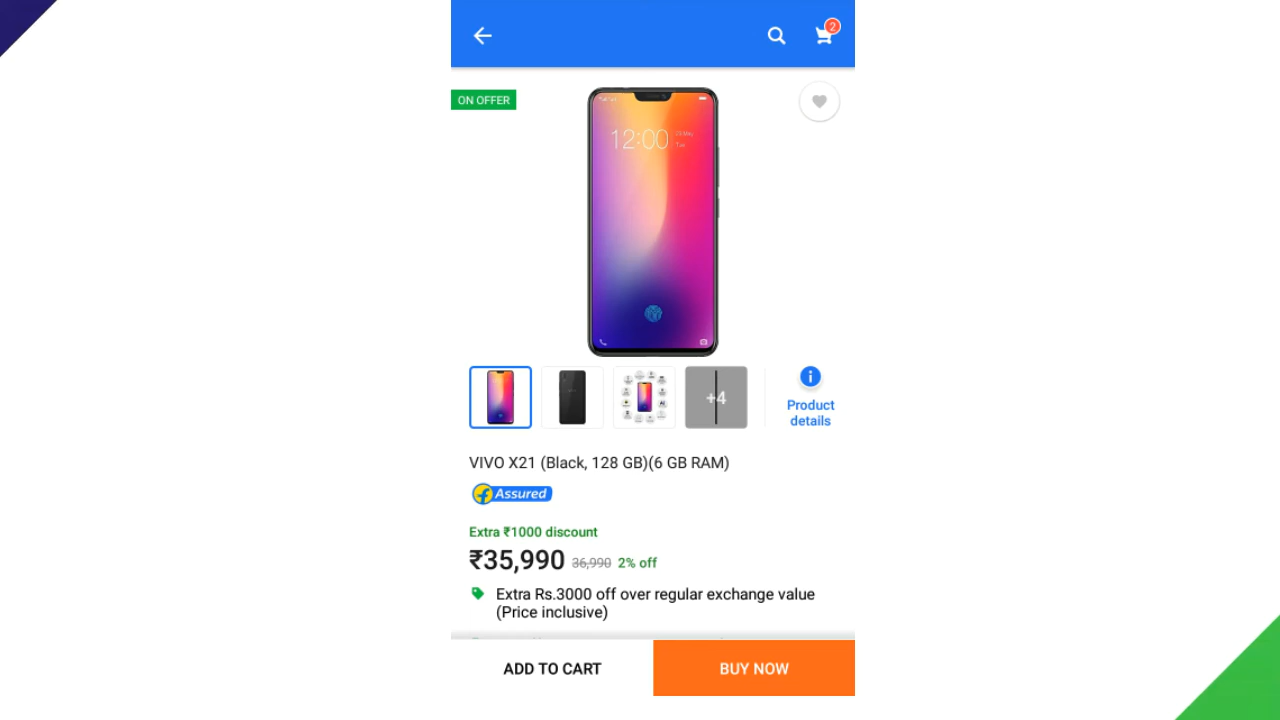 2
ON OFFER
12:00
+4
Product
details
VIVO X21 (Black, 128 GB)(6 GB RAM)
Assured
Extra ₹1000 discount
₹35,990 36,990 2% off
Extra Rs.3000 off over regular exchange value
(Price inclusive)
ADD TO CART
BUY NOW